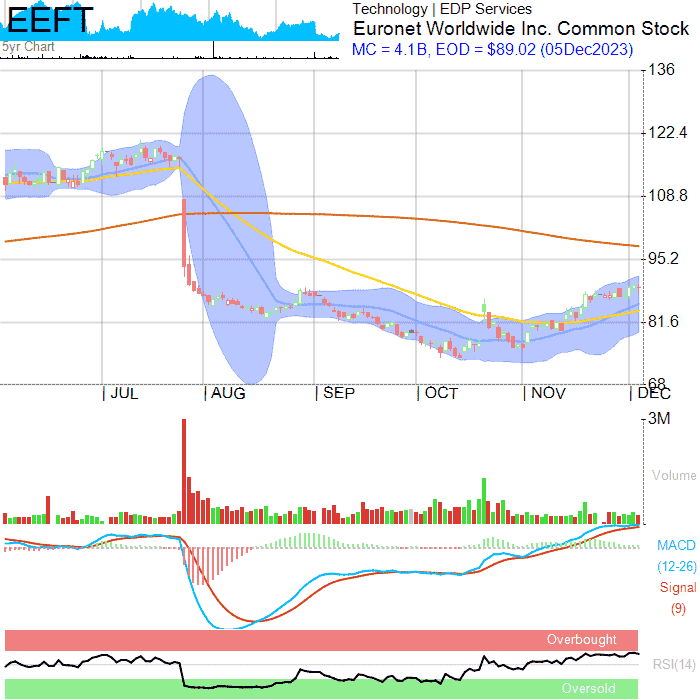 EEFT
5yr Chart
Technology | EDP Services
Euronet Worldwide Inc. Common Stock
MC = 4.1B, EOD = $89.02 (05Dec2023)
136
122.4
108.8
95.2
81.6
68
| JUL | AUG | SEP | OCT | NOV | DEC
3M
Volume
MACD
(12-26)
Signal
(9)
Overbought
RSI(14)
Oversold